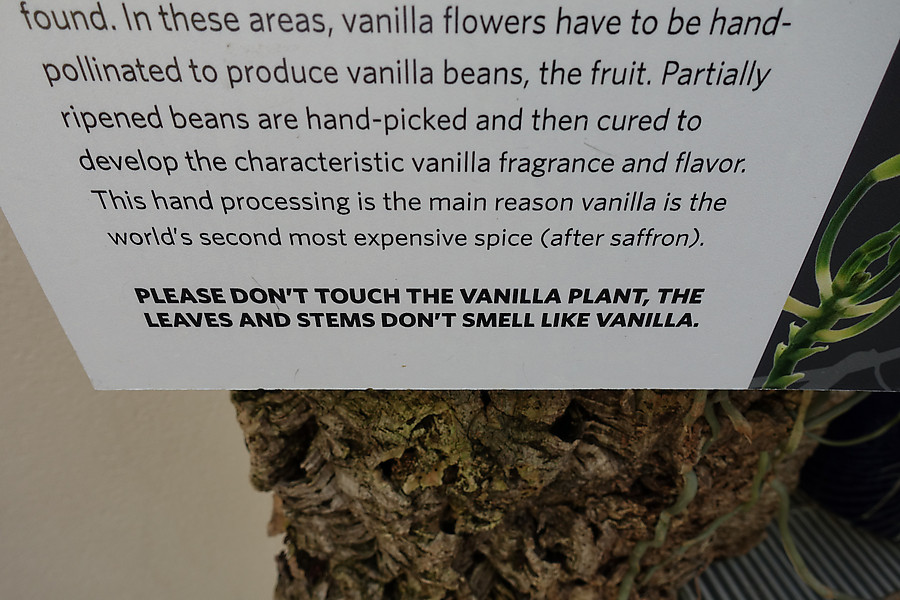 found. In these areas, vanilla flowers have to be hand-
pollinated to produce vanilla beans, the fruit. Partially
ripened beans are hand-picked and then cured to
develop the characteristic vanilla fragrance and flavor.
This hand processing is the main reason vanilla is the
world's second most expensive spice (after saffron).
PLEASE DON'T TOUCH THE VANILLA PLANT, THE
LEAVES AND STEMS DON'T SMELL LIKE VANILLA.